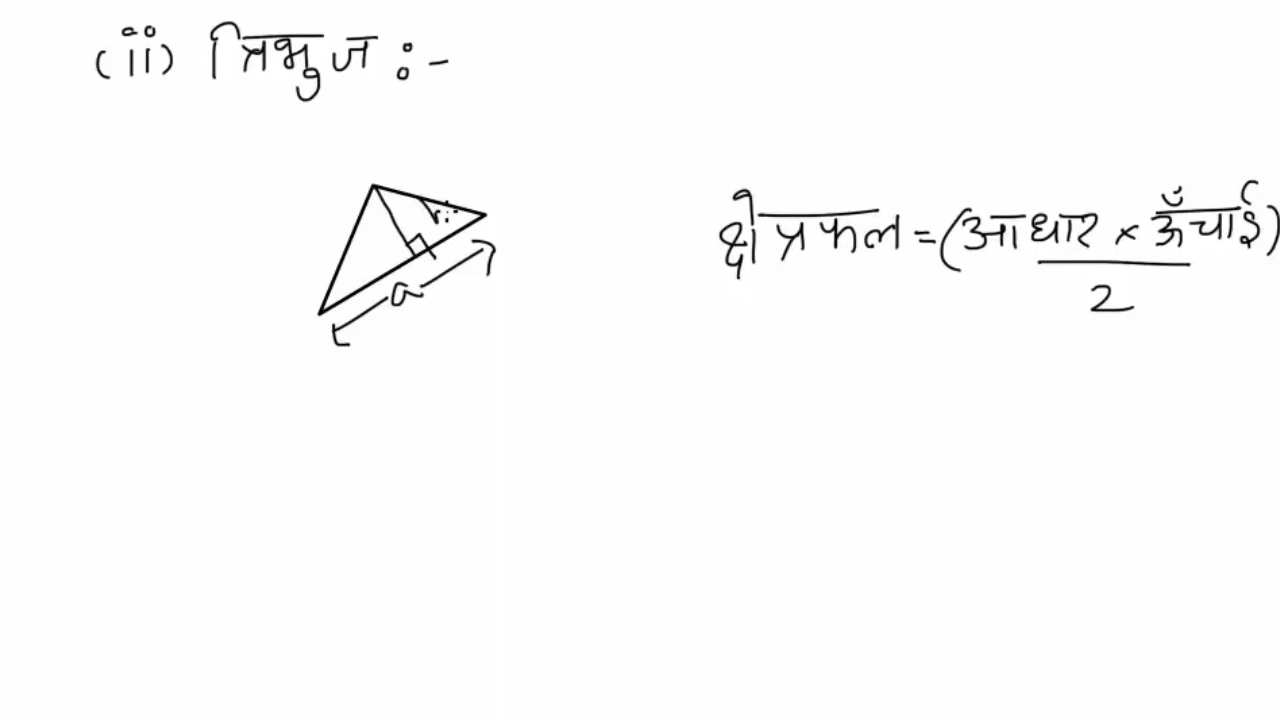 (ii) त्रिभुज :-
क्षेत्रफल = (आधार × ऊँचाई)
2
a